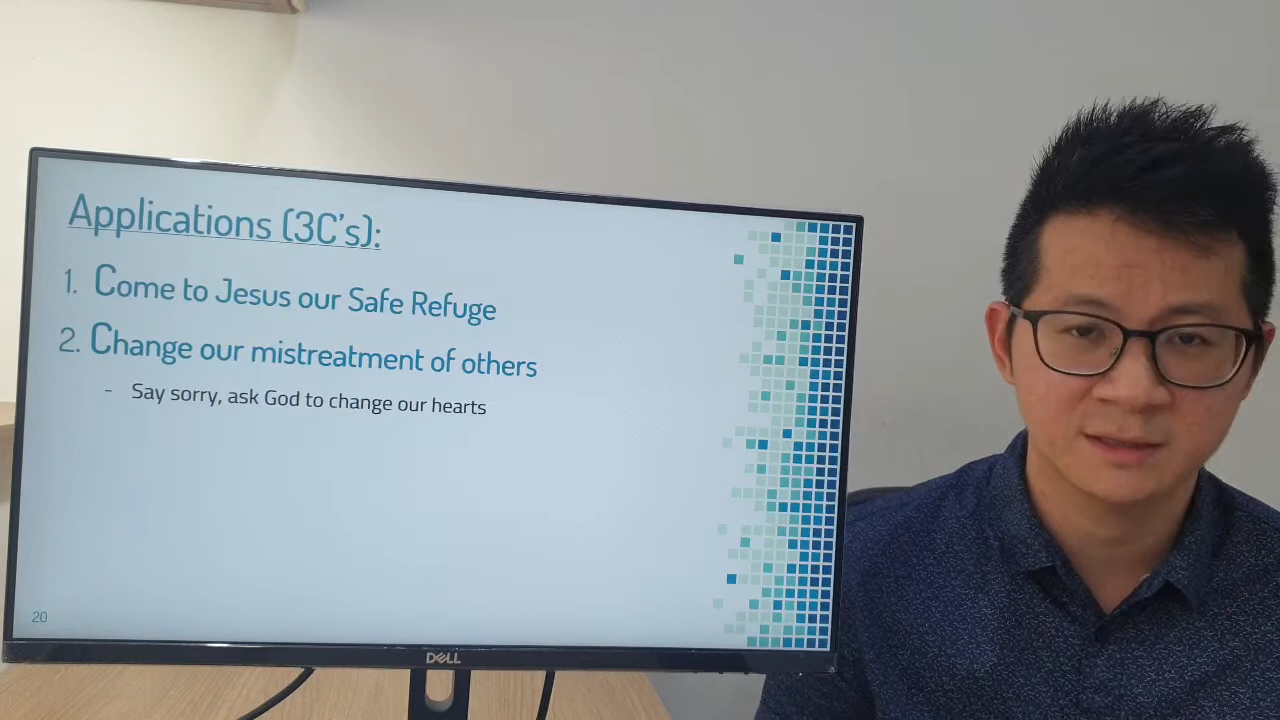 Applications (3C's):
1. Come to Jesus our Safe Refuge
2. Change our mistreatment of others
- Say sorry, ask God to change our hearts
20
DELL